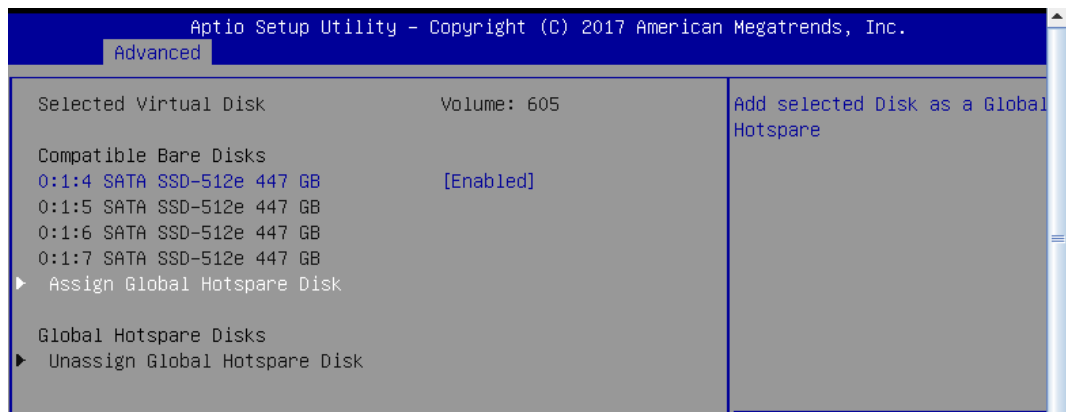 Aptio Setup Utility – Copyright (C) 2017 American Megatrends, Inc.
Advanced
Selected Virtual Disk Volume: 605
Add selected Disk as a Global
Hotspare
Compatible Bare Disks
0:1:4 SATA SSD-512e 447 GB [Enabled]
0:1:5 SATA SSD-512e 447 GB
0:1:6 SATA SSD-512e 447 GB
0:1:7 SATA SSD-512e 447 GB
Assign Global Hotspare Disk
Global Hotspare Disks
Unassign Global Hotspare Disk